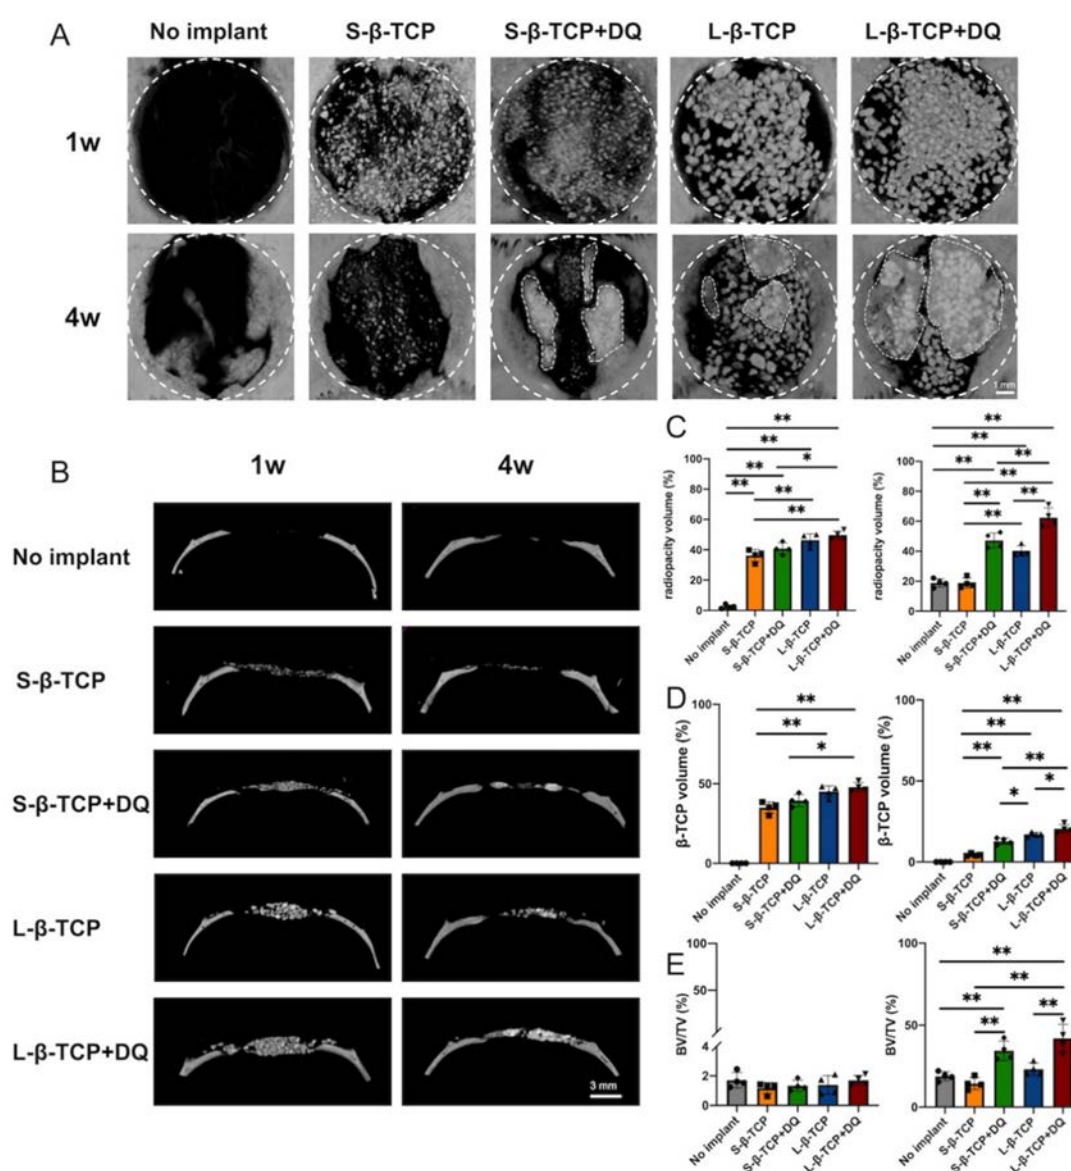 A
No implant S-β-TCP S-β-TCP+DQ L-β-TCP L-β-TCP+DQ
1w
4w
1 mm
B
1w 4w
No implant
S-β-TCP
S-β-TCP+DQ
L-β-TCP
L-β-TCP+DQ
3 mm
C
radiopacity volume (%)
100
80
60
40
20
0
** ** * ** ** ** **
No implant S-β-TCP S-β-TCP+DQ L-β-TCP L-β-TCP+DQ
radiopacity volume (%)
100
80
60
40
20
0
** ** ** ** ** ** ** **
No implant S-β-TCP S-β-TCP+DQ L-β-TCP L-β-TCP+DQ
D
β-TCP volume (%)
100
50
0
** ** *
No implant S-β-TCP S-β-TCP+DQ L-β-TCP L-β-TCP+DQ
β-TCP volume (%)
100
50
0
** ** ** ** * *
No implant S-β-TCP S-β-TCP+DQ L-β-TCP L-β-TCP+DQ
E
BV/TV (%)
100
50
4
2
0
No implant S-β-TCP S-β-TCP+DQ L-β-TCP L-β-TCP+DQ
BV/TV (%)
100
50
0
** ** ** ** **
No implant S-β-TCP S-β-TCP+DQ L-β-TCP L-β-TCP+DQ